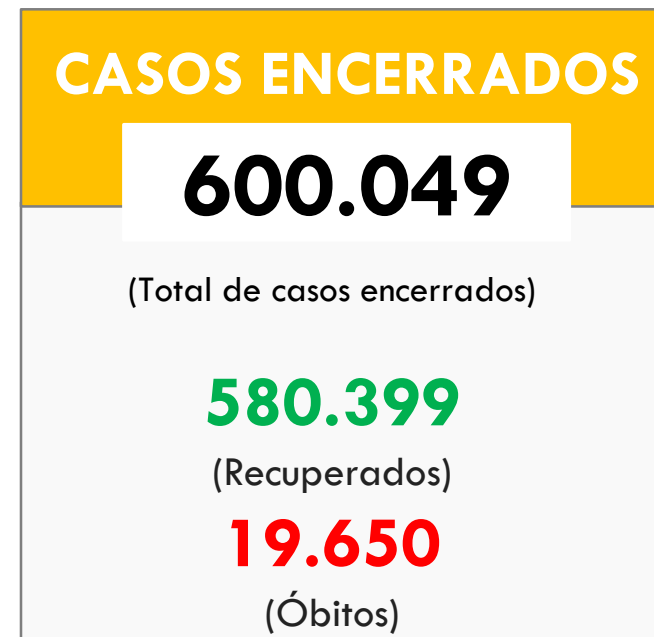 CASOS ENCERRADOS
600.049
(Total de casos encerrados)
580.399
(Recuperados)
19.650
(Óbitos)